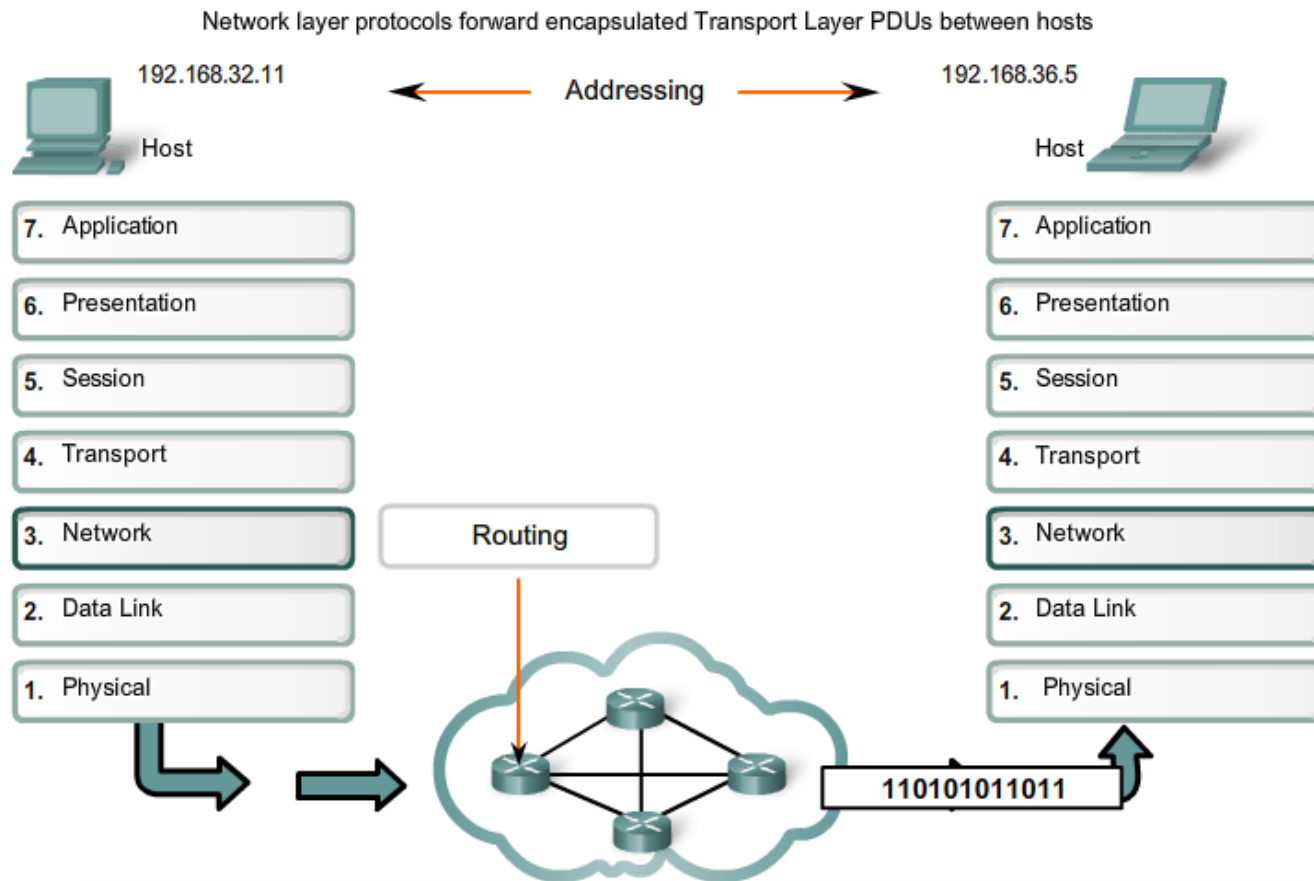 Network layer protocols forward encapsulated Transport Layer PDUs between hosts
192.168.32.11
Addressing
192.168.36.5
Host
Host
7. Application
6. Presentation
5. Session
4. Transport
3. Network
2. Data Link
1. Physical
Routing
7. Application
6. Presentation
5. Session
4. Transport
3. Network
2. Data Link
1. Physical
110101011011